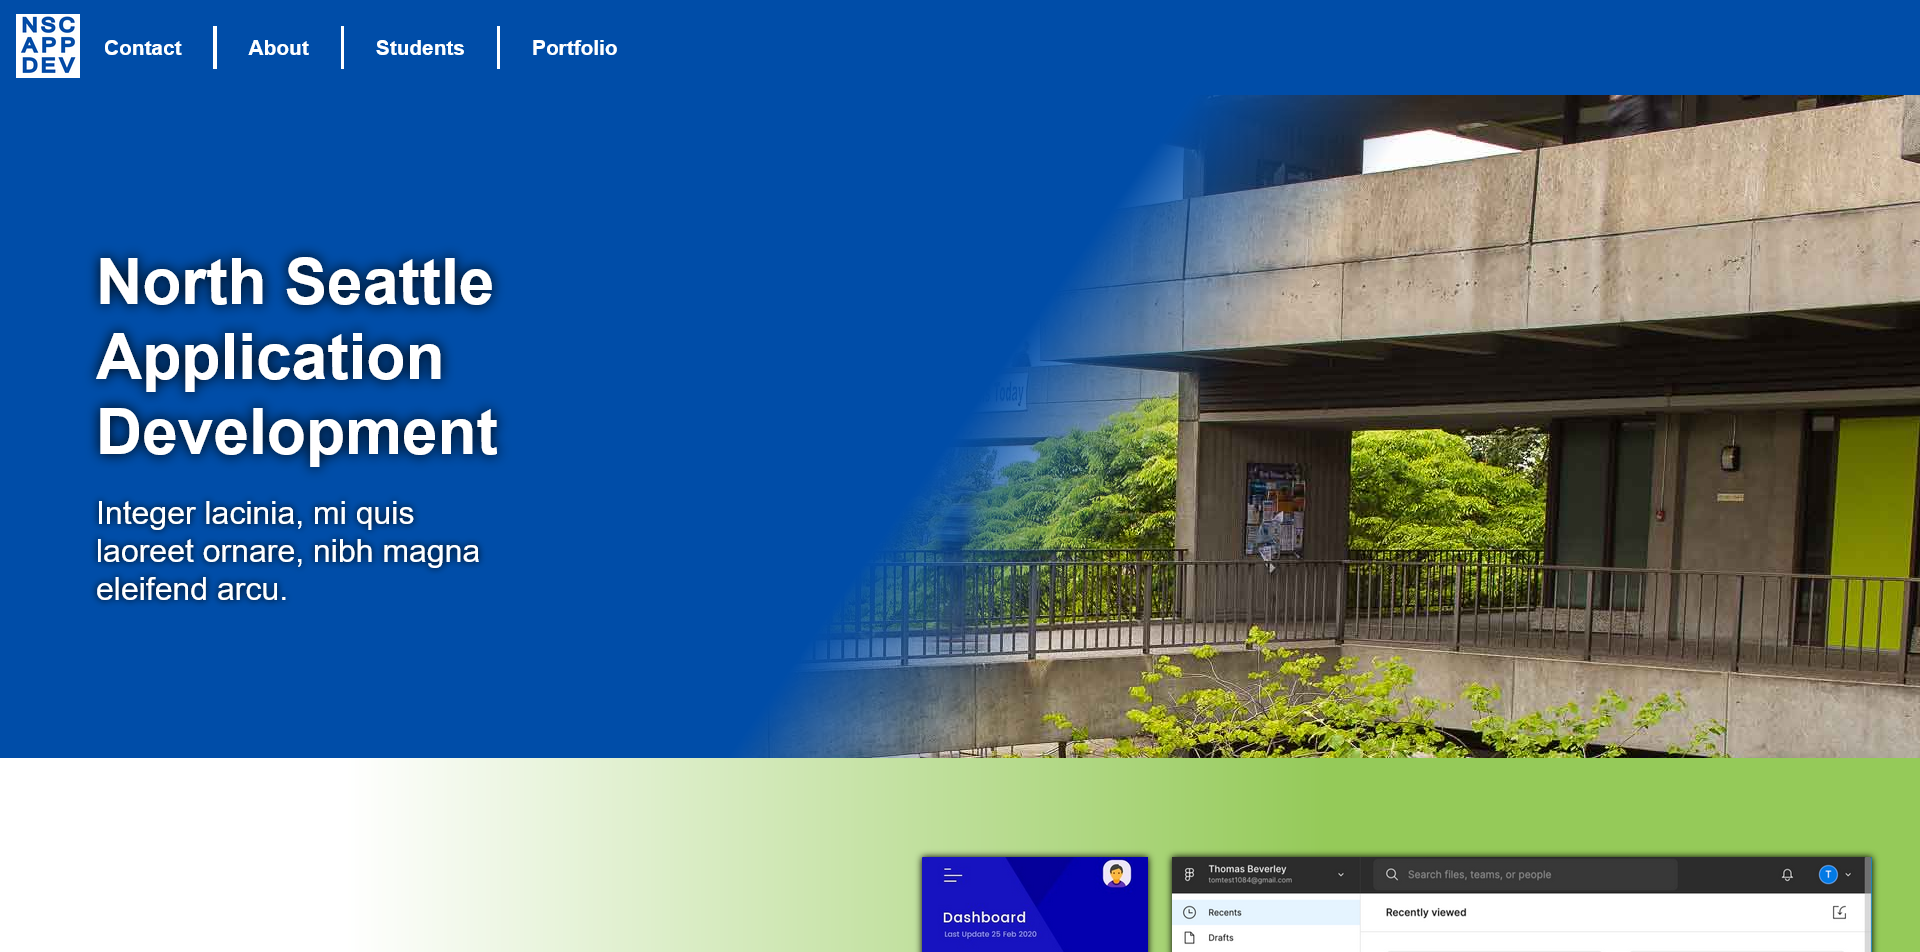 NSC
APP
DEV
Contact
About
Students
Portfolio
North Seattle
Application
Development
Integer lacinia, mi quis
laoreet ornare, nibh magna
eleifend arcu.
Today
Dashboard
Last Update 25 Feb 2020
Thomas Beverley
tomtest1084@gmail.com
Search files, teams, or people
T
Recents
Recently viewed
Drafts